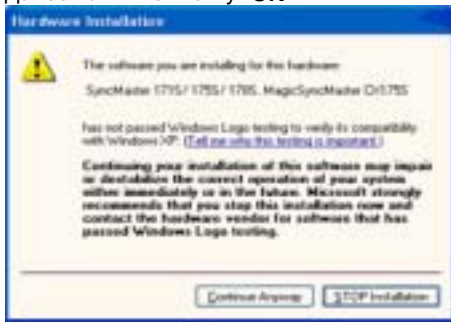 Hardware Installation
The software you are installing for this hardware:
SyncMaster 171S/ 175S/ 178S, MagicSyncMaster CX175S
has not passed Windows Logo testing to verify its compatibility
with Windows XP. (Tell me why this testing is important.)
Continuing your installation of this software may impair
or destabilize the correct operation of your system
either immediately or in the future. Microsoft strongly
recommends that you stop this installation now and
contact the hardware vendor for software that has
passed Windows Logo testing.
Continue Anyway
STOP Installation